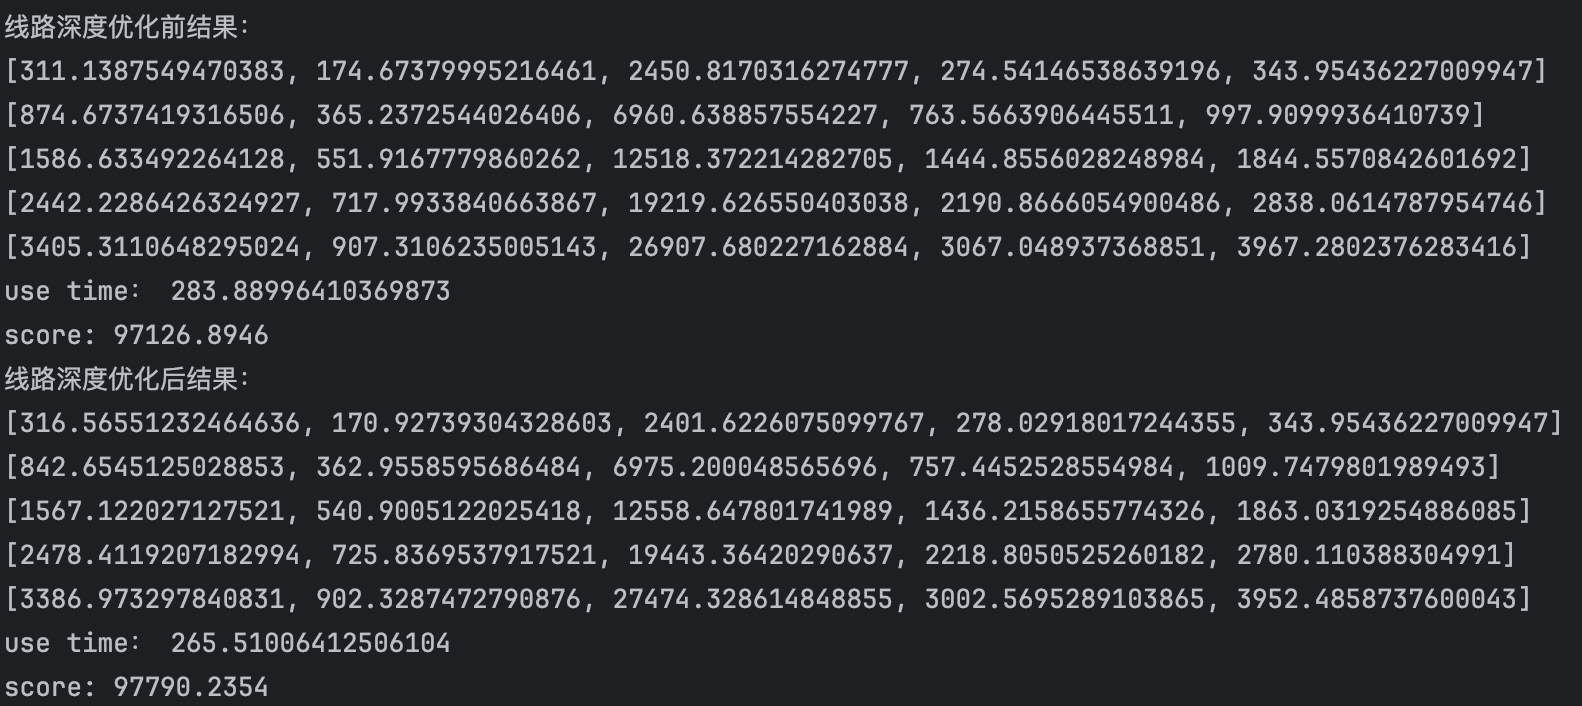 线路深度优化前结果：
[311.1387549470383, 174.67379995216461, 2450.8170316274777, 274.54146538639196, 343.95436227009947]
[874.6737419316506, 365.2372544026406, 6960.638857554227, 763.5663906445511, 997.9099936410739]
[1586.633492264128, 551.9167779860262, 12518.372214282705, 1444.8556028248984, 1844.5570842601692]
[2442.2286426324927, 717.9933840663867, 19219.626550403038, 2190.8666054900486, 2838.0614787954746]
[3405.3110648295024, 907.3106235005143, 26907.680227162884, 3067.048937368851, 3967.2802376283416]
use time： 283.88996410369873
score: 97126.8946
线路深度优化后结果：
[316.56551232464636, 170.92739304328603, 2401.6226075099767, 278.02918017244355, 343.95436227009947]
[842.6545125028853, 362.9558595686484, 6975.200048565696, 757.4452528554984, 1009.7479801989493]
[1567.122027127521, 540.9005122025418, 12558.647801741989, 1436.2158655774326, 1863.0319254886085]
[2478.4119207182994, 725.8369537917521, 19443.36420290637, 2218.8050525260182, 2780.110388304991]
[3386.973297840831, 902.3287472790876, 27474.328614848855, 3002.5695289103865, 3952.4858737600043]
use time： 265.51006412506104
score: 97790.2354